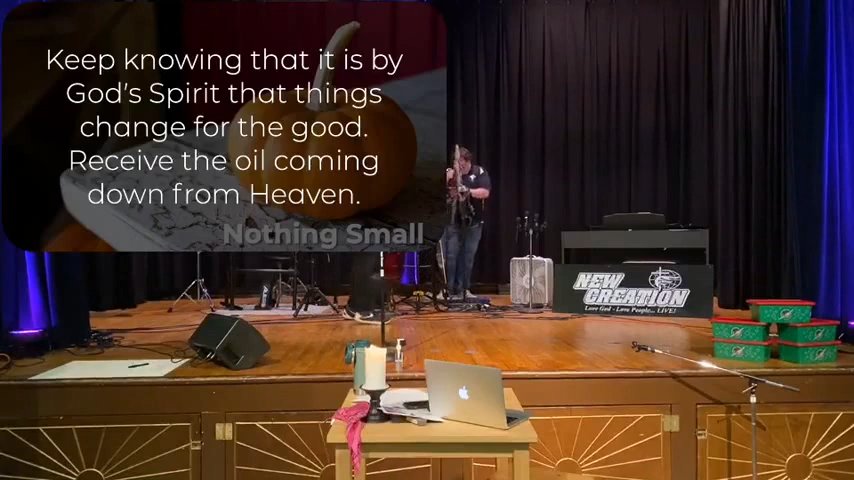 Keep knowing that it is by
God's Spirit that things
change for the good.
Receive the oil coming
down from Heaven.
Nothing Small
NEW
CREATION
Love God - Love People... LIVE!